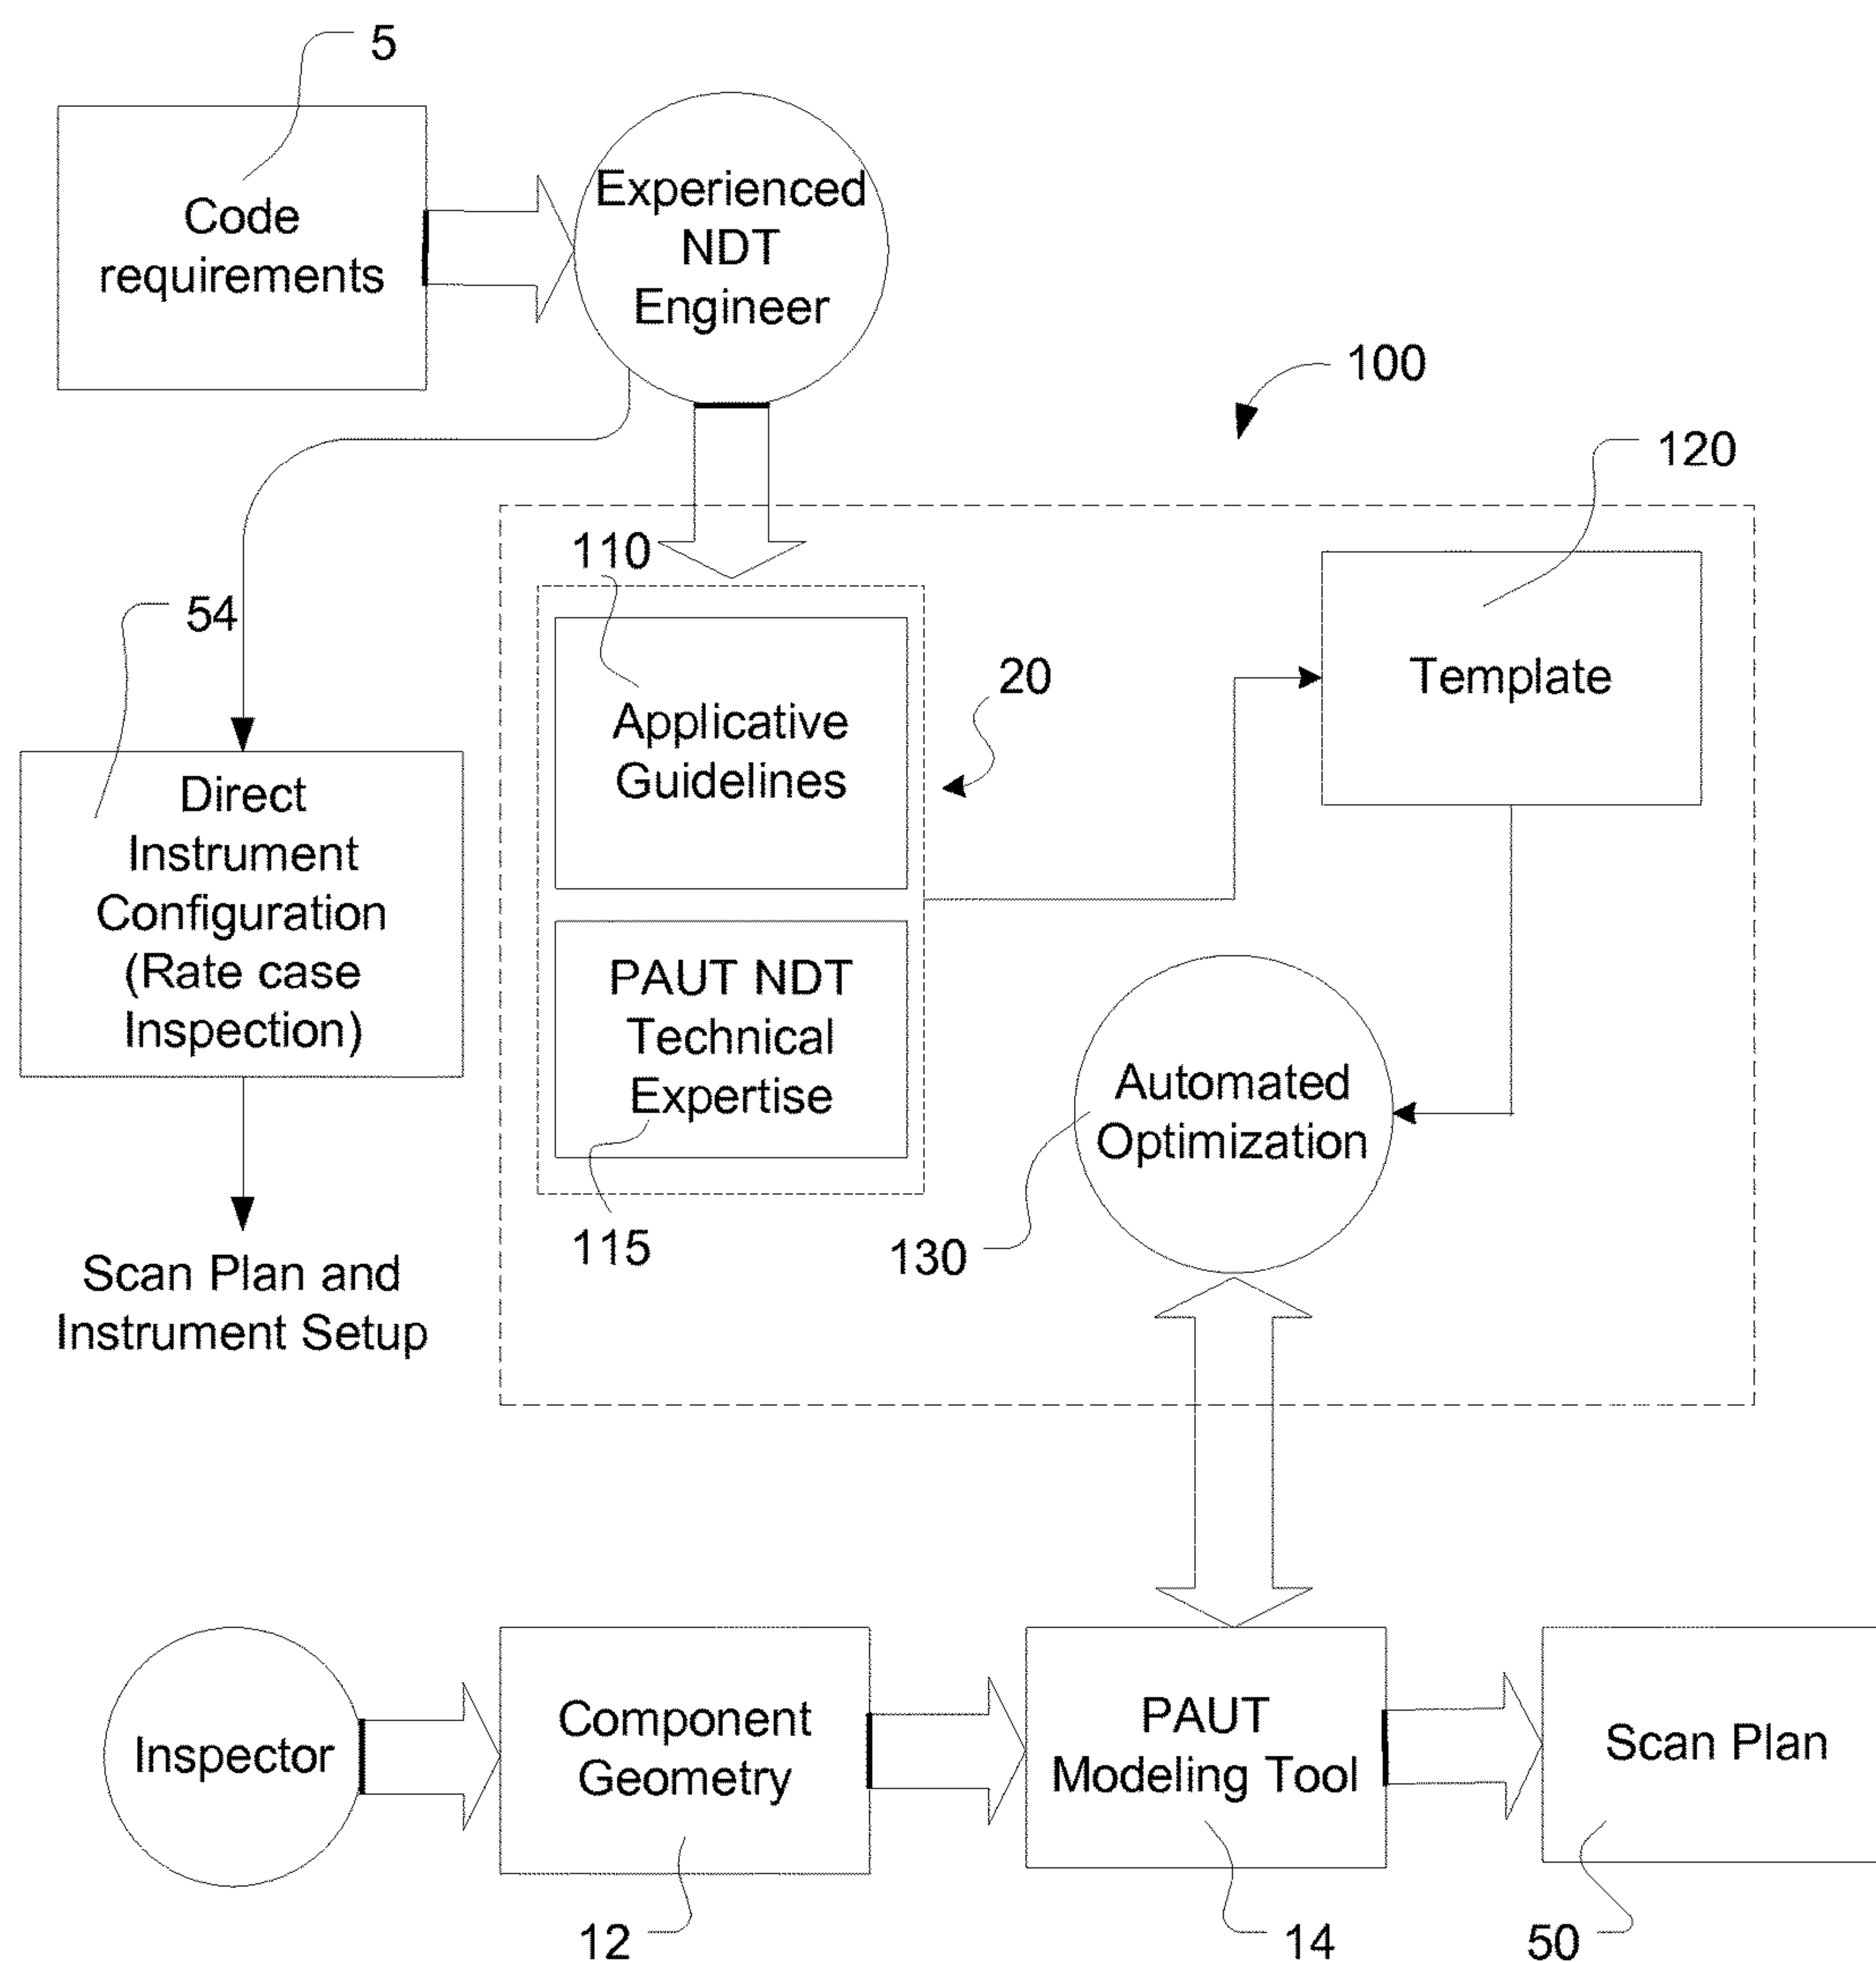 5
Code
requirements
Experienced
NDT
Engineer
100
120
110
54
20
Template
Applicative
Guidelines
Direct
Instrument
Configuration
(Rate case
Inspection)
PAUT NDT
Technical
Expertise
Automated
Optimization
115
130
Scan Plan and
Instrument Setup
Inspector
Component
Geometry
PAUT
Modeling Tool
Scan Plan
12
14
50